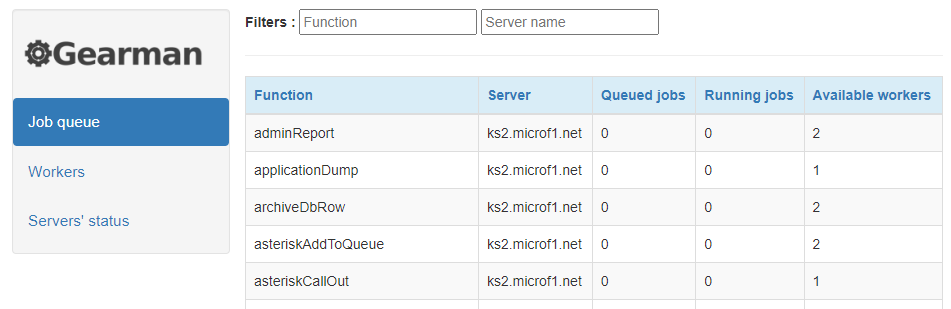 Gearman
Job queue
Workers
Servers' status
Filters : Function Server name
Function Server Queued jobs Running jobs Available workers
adminReport ks2.microf1.net 0 0 2
applicationDump ks2.microf1.net 0 0 1
archiveDbRow ks2.microf1.net 0 0 2
asteriskAddToQueue ks2.microf1.net 0 0 2
asteriskCallOut ks2.microf1.net 0 0 1